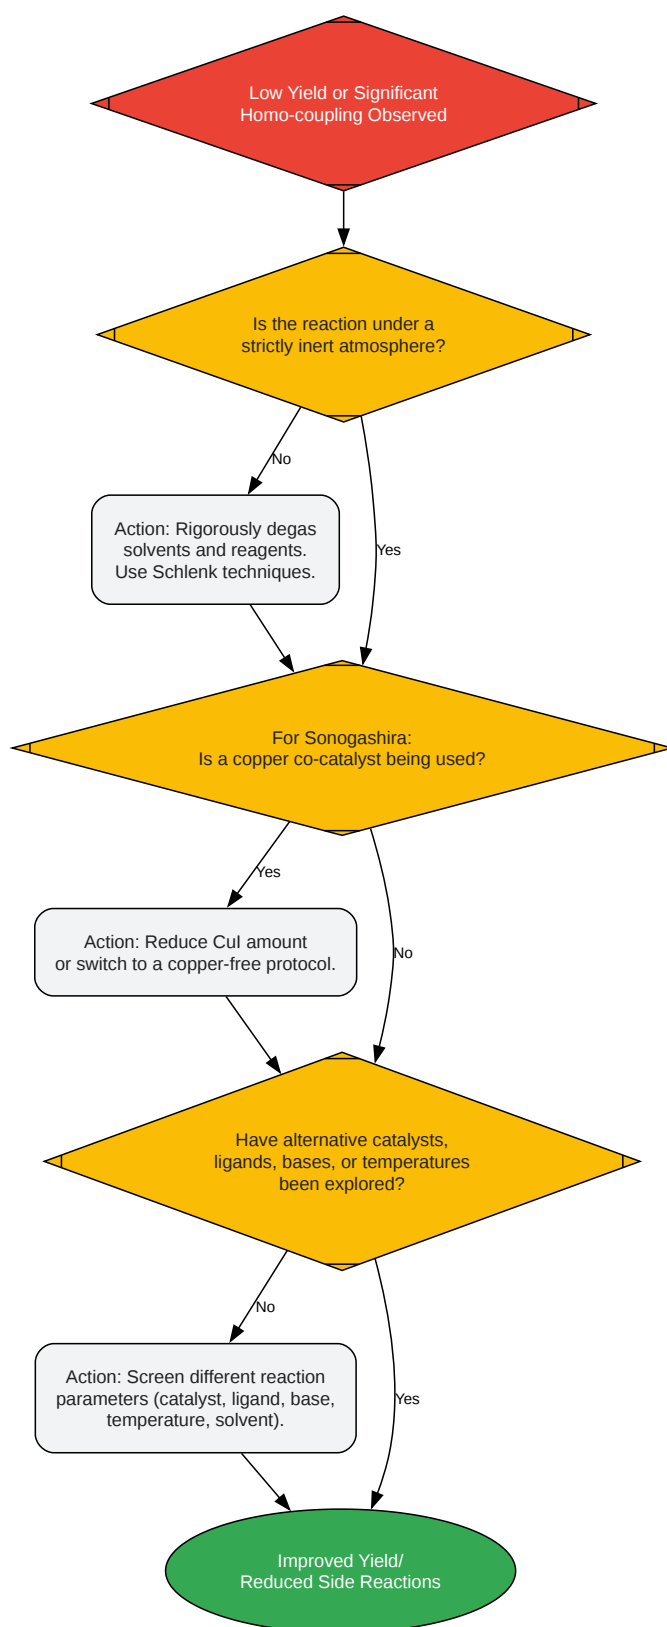 Low Yield or Significant
Homo-coupling Observed
Is the reaction under a
strictly inert atmosphere?
No
Yes
Action: Rigorously degas
solvents and reagents.
Use Schlenk techniques.
For Sonogashira:
Is a copper co-catalyst being used?
Yes
No
Action: Reduce CuI amount
or switch to a copper-free protocol.
Have alternative catalysts,
ligands, bases, or temperatures
been explored?
No
Yes
Action: Screen different reaction
parameters (catalyst, ligand, base,
temperature, solvent).
Improved Yield/
Reduced Side Reactions